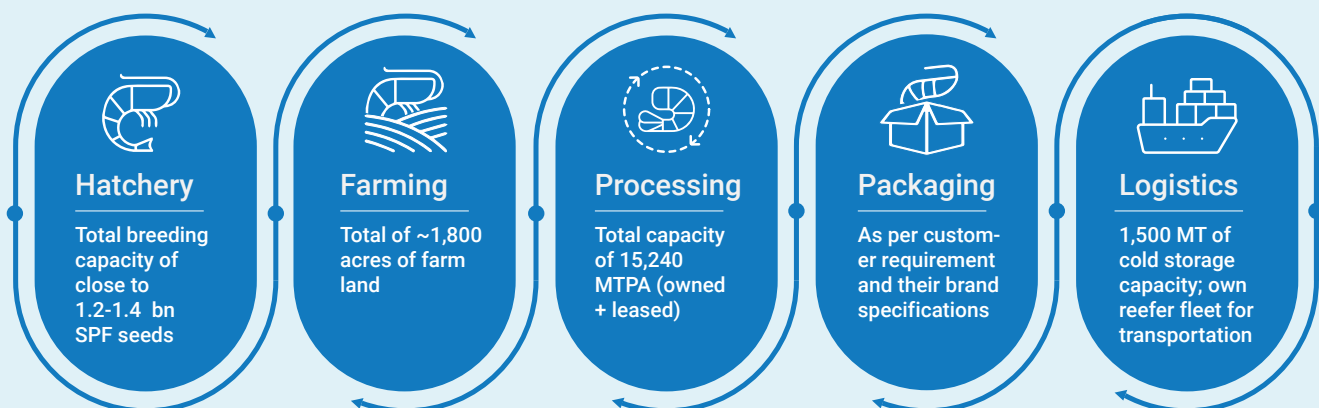 Hatchery
Total breeding
capacity of
close to
1.2-1.4 bn
SPF seeds
Farming
Total of ~1,800
acres of farm
land
Processing
Total capacity
of 15,240
MTPA (owned
+ leased)
Packaging
As per custom-
er requirement
and their brand
specifications
Logistics
1,500 MT of
cold storage
capacity; own
reefer fleet for
transportation